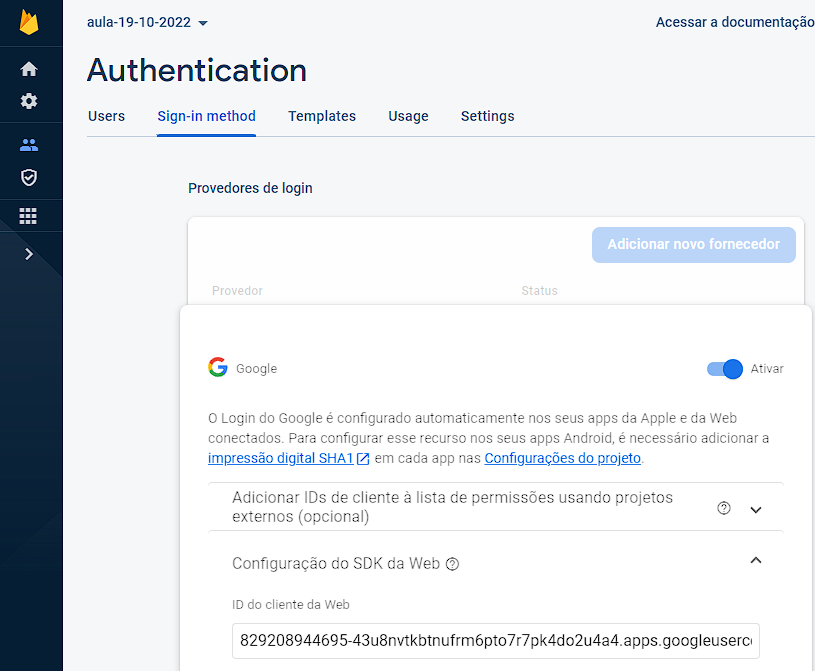 aula-19-10-2022
Acessar a documentação
Authentication
Users Sign-in method Templates Usage Settings
Provedores de login
Adicionar novo fornecedor
Provedor Status
Google Ativar
O Login do Google é configurado automaticamente nos seus apps da Apple e da Web
conectados. Para configurar esse recurso nos seus apps Android, é necessário adicionar a
impressão digital SHA1 em cada app nas Configurações do projeto.
Adicionar IDs de cliente à lista de permissões usando projetos
externos (opcional)
Configuração do SDK da Web
ID do cliente da Web
829208944695-43u8nvtkbtnufrm6pto7r7pk4do2u4a4.apps.googleuserc